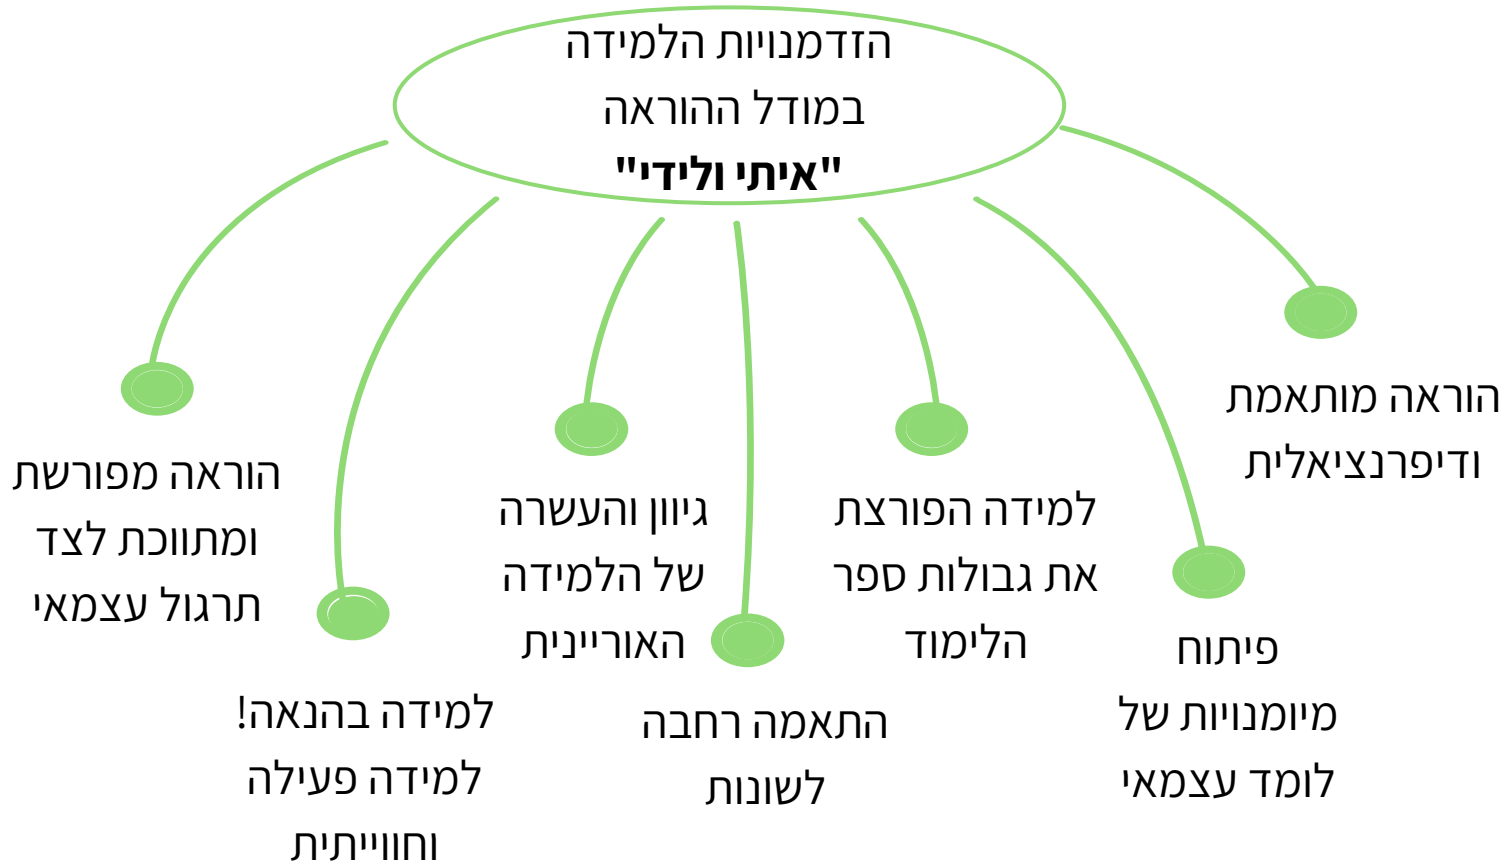 הזדמנויות הלמידה
במודל ההוראה
"איתי ולידי"
הוראה מותאמת
ודיפרנציאלית
פיתוח
מיומנויות של
לומד עצמאי
למידה הפורצת
את גבולות ספר
הלימוד
התאמה רחבה
לשונות
גיוון והעשרה
של הלמידה
האוריינית
למידה בהנאה!
למידה פעילה
וחווייתית
הוראה מפורשת
ומתווכת לצד
תרגול עצמאי